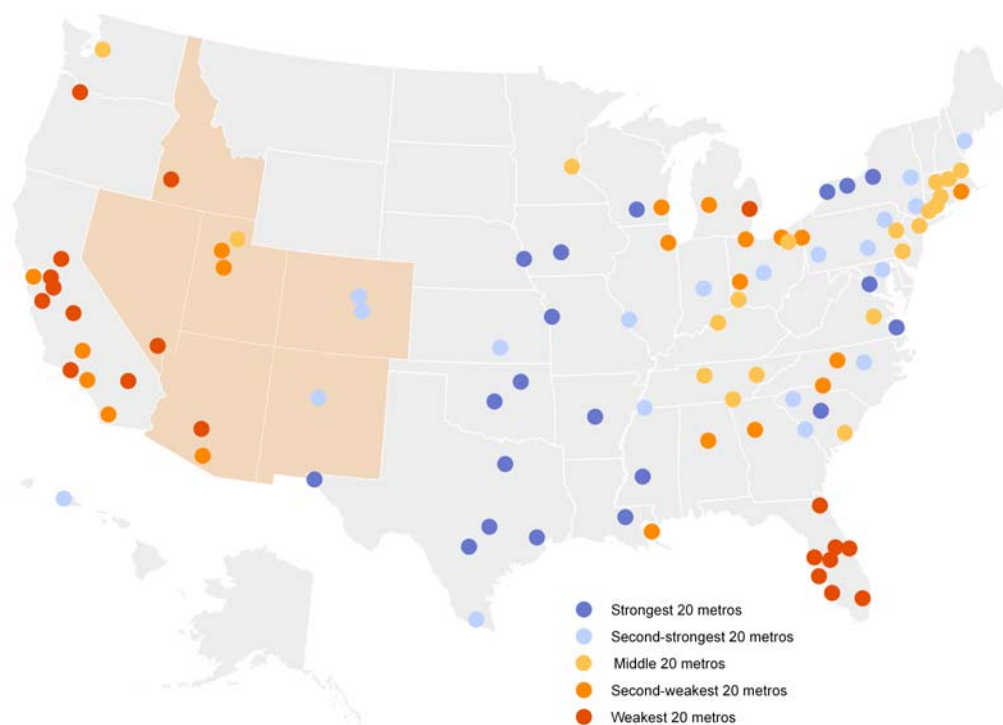 Strongest 20 metros
Second-strongest 20 metros
Middle 20 metros
Second-weakest 20 metros
Weakest 20 metros